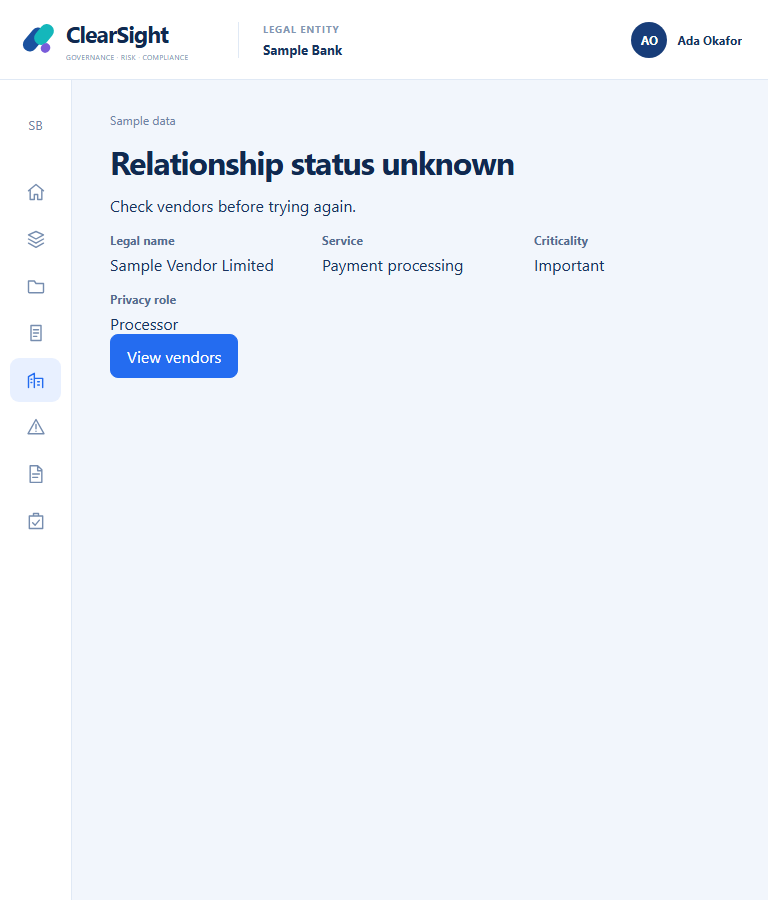 ClearSight
GOVERNANCE · RISK · COMPLIANCE
LEGAL ENTITY
Sample Bank
AO
Ada Okafor
SB
Sample data
Relationship status unknown
Check vendors before trying again.
Legal name
Sample Vendor Limited
Service
Payment processing
Criticality
Important
Privacy role
Processor
View vendors